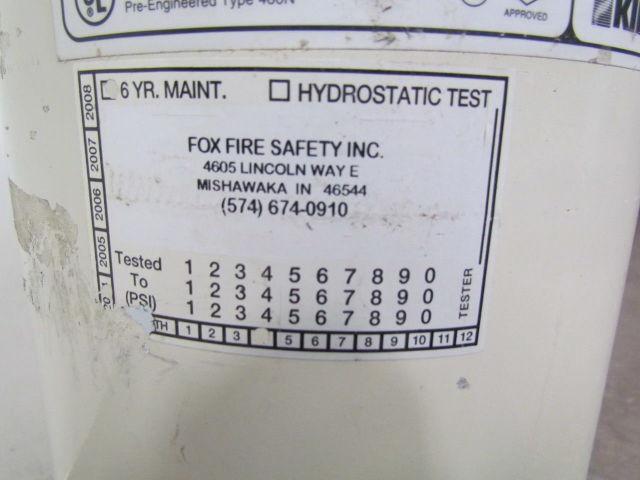 UL
®
Pre-Engineered Type
APPROVED
6 YR. MAINT.
HYDROSTATIC TEST
FOX FIRE SAFETY INC.
4605 LINCOLN WAY E
MISHAWAKA IN 46544
(574) 674-0910
2008
2007
2006
2005
Tested
To
(PSI)
1 2 3 4 5 6 7 8 9 0
1 2 3 4 5 6 7 8 9 0
1 2 3 4 5 6 7 8 9 0
TESTER
TH 1 2 3 5 6 7 8 9 10 11 12